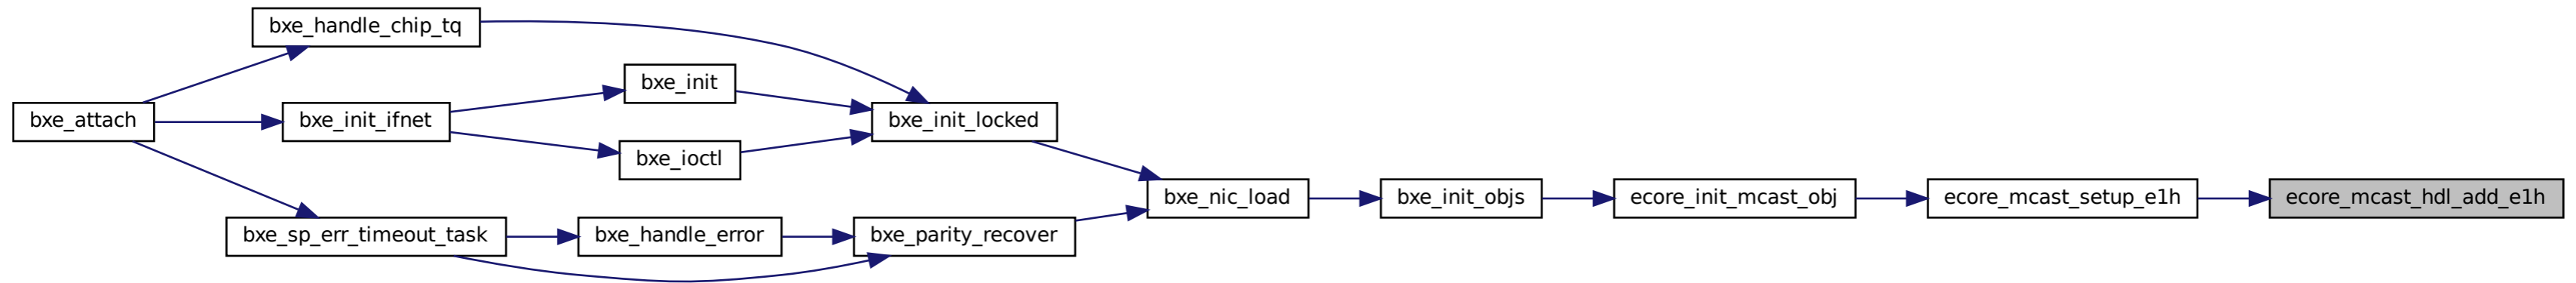 bxe_handle_chip_tq
bxe_init
bxe_attach
bxe_init_ifnet
bxe_init_locked
bxe_ioctl
bxe_nic_load
bxe_init_objs
ecore_init_mcast_obj
ecore_mcast_setup_e1h
ecore_mcast_hdl_add_e1h
bxe_sp_err_timeout_task
bxe_handle_error
bxe_parity_recover